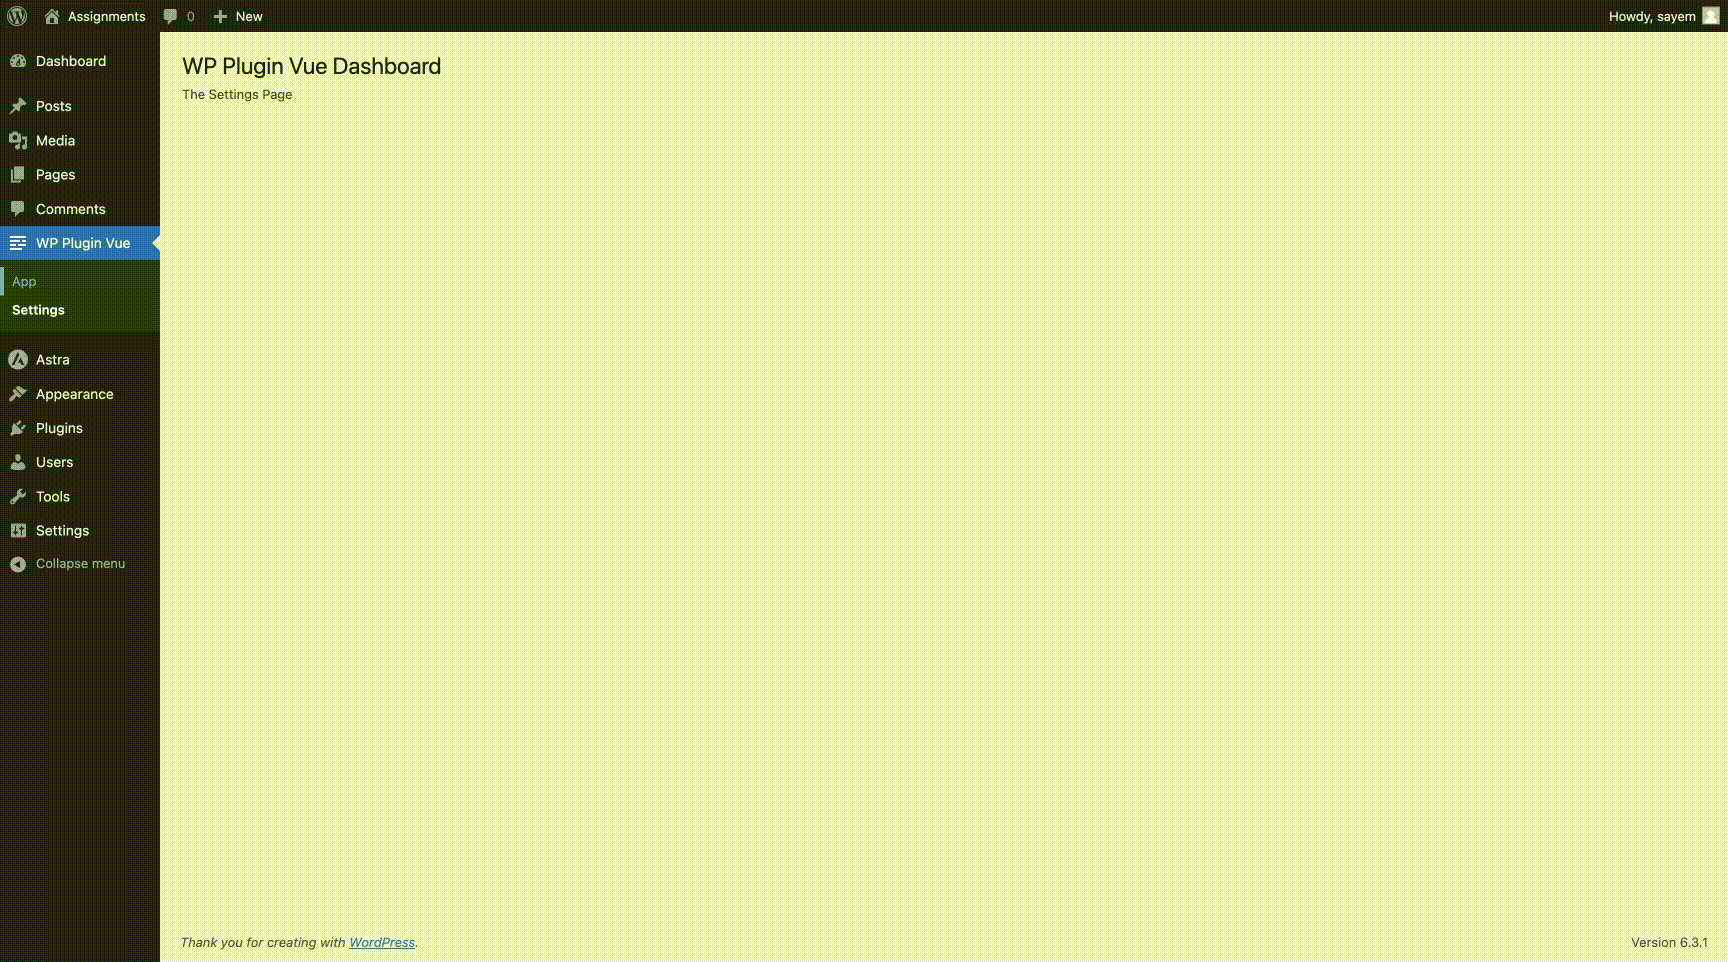 Assignments 0 New Howdy, sayem
Dashboard
Posts
Media
Pages
Comments
WP Plugin Vue
App
Settings
Astra
Appearance
Plugins
Users
Tools
Settings
Collapse menu
WP Plugin Vue Dashboard
The Settings Page
Thank you for creating with WordPress. Version 6.3.1